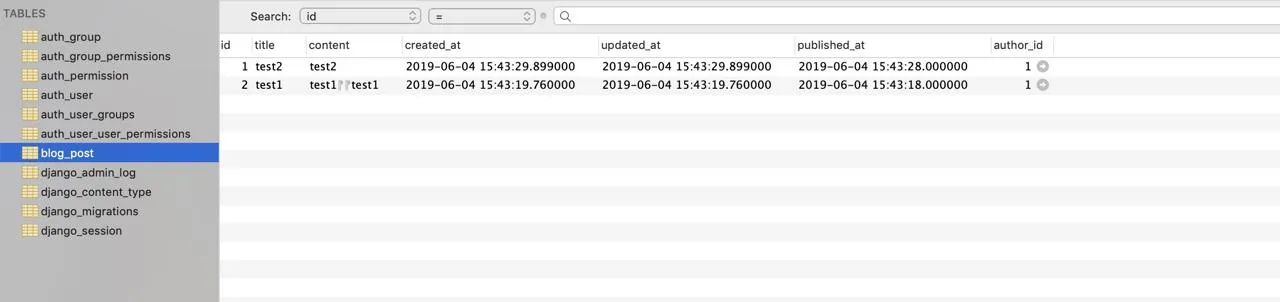 TABLES
auth_group
auth_group_permissions
auth_permission
auth_user
auth_user_groups
auth_user_user_permissions
blog_post
django_admin_log
django_content_type
django_migrations
django_session
Search: id =
id title content created_at updated_at published_at author_id
1 test2 test2 2019-06-04 15:43:29.899000 2019-06-04 15:43:29.899000 2019-06-04 15:43:28.000000 1
2 test1 test1 test1 2019-06-04 15:43:19.760000 2019-06-04 15:43:19.760000 2019-06-04 15:43:18.000000 1